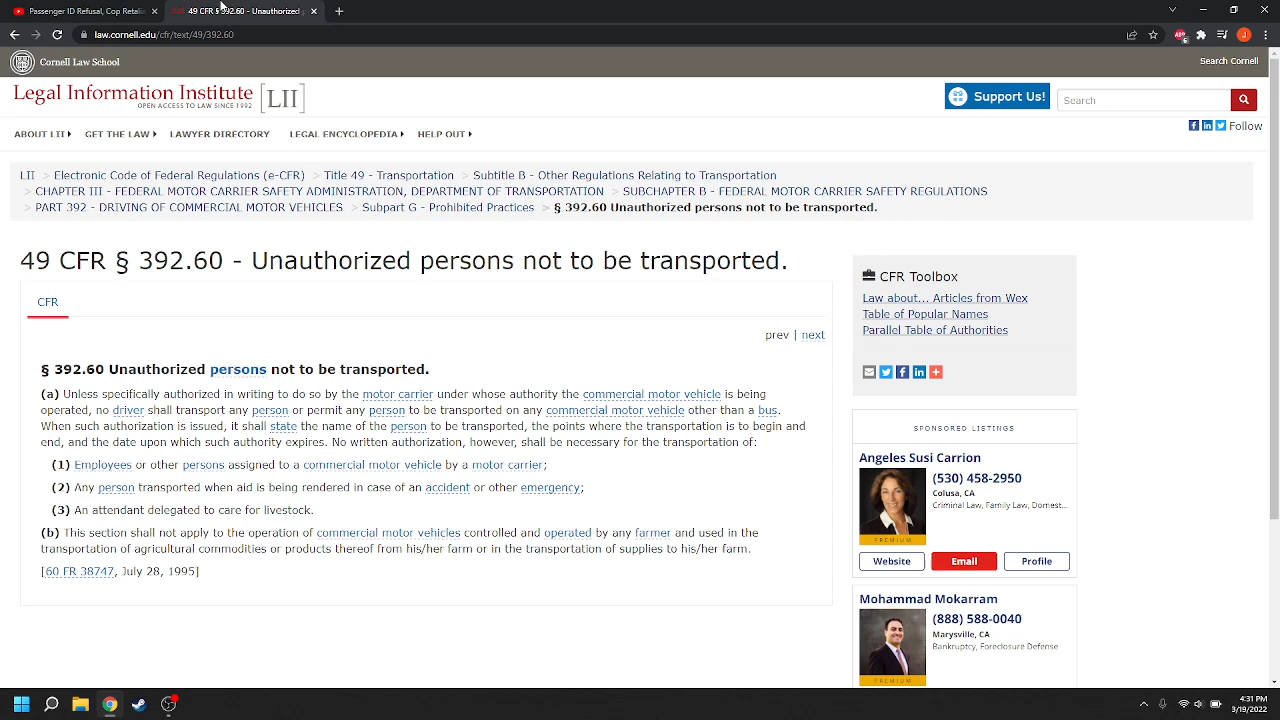 Passenger ID Refusal, Cop Retali
49 CFR § 392.60 - Unauthorized p
law.cornell.edu/cfr/text/49/392.60
Cornell Law School
Search Cornell
Legal Information Institute [LII]
OPEN ACCESS TO LAW SINCE 1992
Support Us!
Search
ABOUT LII GET THE LAW LAWYER DIRECTORY LEGAL ENCYCLOPEDIA HELP OUT
Follow
LII > Electronic Code of Federal Regulations (e-CFR) > Title 49 - Transportation > Subtitle B - Other Regulations Relating to Transportation
> CHAPTER III - FEDERAL MOTOR CARRIER SAFETY ADMINISTRATION, DEPARTMENT OF TRANSPORTATION > SUBCHAPTER B - FEDERAL MOTOR CARRIER SAFETY REGULATIONS
> PART 392 - DRIVING OF COMMERCIAL MOTOR VEHICLES > Subpart G - Prohibited Practices > § 392.60 Unauthorized persons not to be transported.
49 CFR § 392.60 - Unauthorized persons not to be transported.
CFR
prev | next
§ 392.60 Unauthorized persons not to be transported.
(a) Unless specifically authorized in writing to do so by the motor carrier under whose authority the commercial motor vehicle is being
operated, no driver shall transport any person or permit any person to be transported on any commercial motor vehicle other than a bus.
When such authorization is issued, it shall state the name of the person to be transported, the points where the transportation is to begin and
end, and the date upon which such authority expires. No written authorization, however, shall be necessary for the transportation of:
(1) Employees or other persons assigned to a commercial motor vehicle by a motor carrier;
(2) Any person transported when aid is being rendered in case of an accident or other emergency;
(3) An attendant delegated to care for livestock.
(b) This section shall not apply to the operation of commercial motor vehicles controlled and operated by any farmer and used in the
transportation of agricultural commodities or products thereof from his/her farm or in the transportation of supplies to his/her farm.
[60 FR 38747, July 28, 1995]
CFR Toolbox
Law about... Articles from Wex
Table of Popular Names
Parallel Table of Authorities
SPONSORED LISTINGS
Angeles Susi Carrion
(530) 458-2950
Colusa, CA
Criminal Law, Family Law, Domest...
PREMIUM
Website Email Profile
Mohammad Mokarram
(888) 588-0040
Marysville, CA
Bankruptcy, Foreclosure Defense
PREMIUM
4:31 PM
3/19/2022